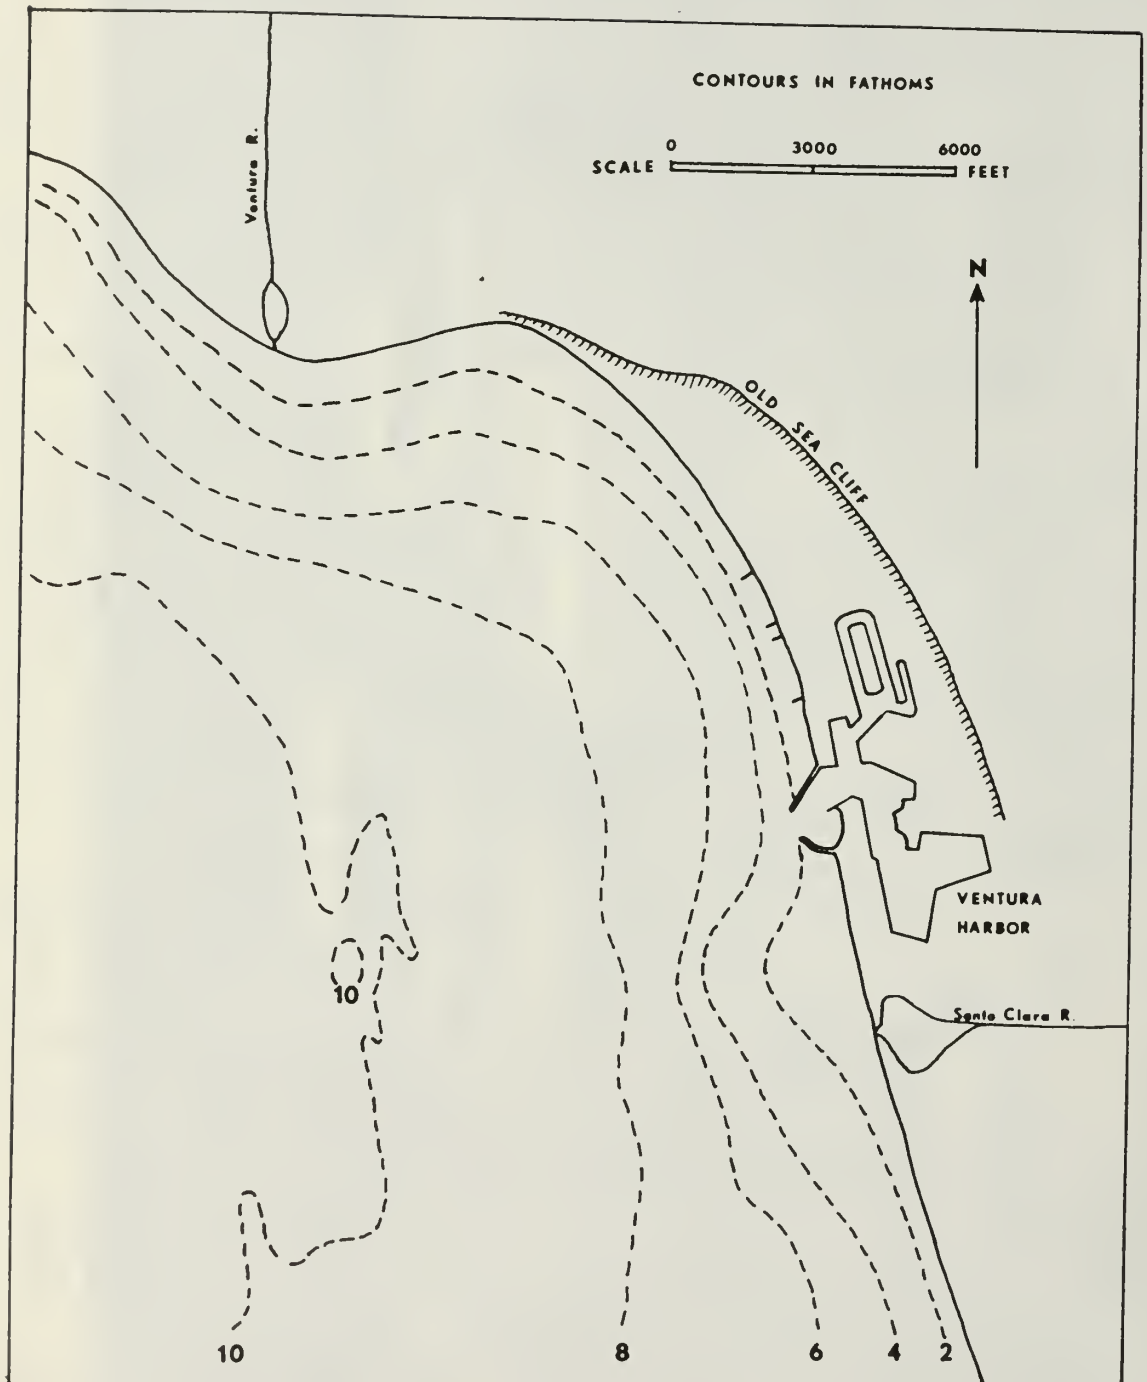 CONTOURS IN FATHOMS
0 3000 6000
SCALE FEET
Ventura R.
N
OLD SEA CLIFF
VENTURA
HARBOR
10
Santa Clara R.
10 8 6 4 2